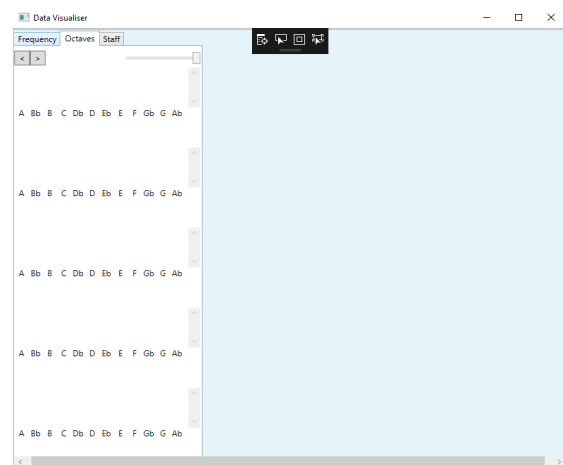 Data Visualiser
Frequency Octaves Staff
< >
A Bb B C Db D Eb E F Gb G Ab
A Bb B C Db D Eb E F Gb G Ab
A Bb B C Db D Eb E F Gb G Ab
A Bb B C Db D Eb E F Gb G Ab
A Bb B C Db D Eb E F Gb G Ab